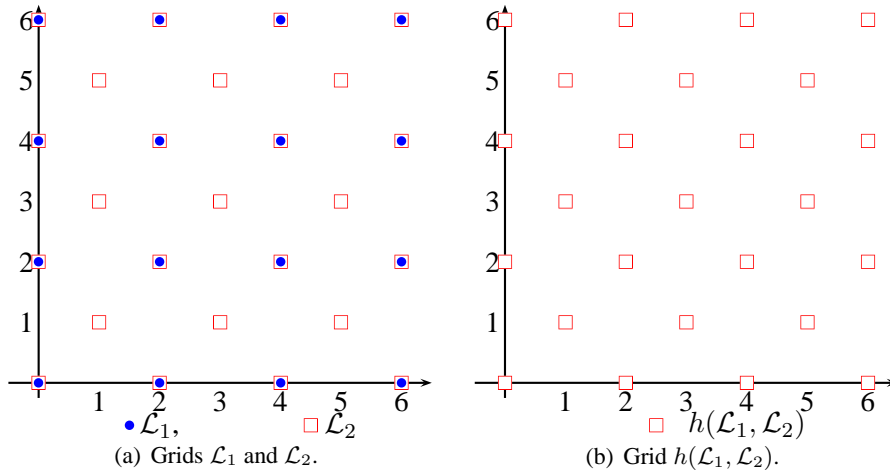 6 6
5 5
4 4
3 3
2 2
1 1
1 2 3 4 5 6 1 2 3 4 5 6
ℒ₁, ℒ₂ h(ℒ₁, ℒ₂)
(a) Grids ℒ₁ and ℒ₂. (b) Grid h(ℒ₁, ℒ₂).